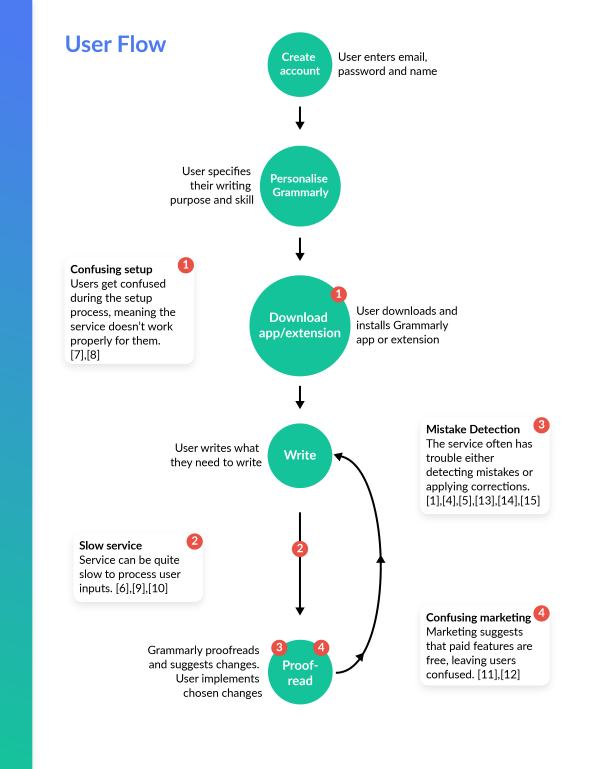 User Flow
Create
account
User enters email,
password and name
User specifies
their writing
purpose and skill
Personalise
Grammarly
Confusing setup
1
Users get confused
during the setup
process, meaning the
service doesn't work
properly for them.
[7],[8]
1
Download
app/extension
User downloads and
installs Grammarly
app or extension
User writes what
they need to write
Write
Mistake Detection
3
The service often has
trouble either
detecting mistakes or
applying corrections.
[1],[4],[5],[13],[14],[15]
Slow service
2
Service can be quite
slow to process user
inputs. [6],[9],[10]
2
Confusing marketing
4
Marketing suggests
that paid features are
free, leaving users
confused. [11],[12]
Grammarly proofreads
and suggests changes.
User implements
chosen changes
3
4
Proof-
read